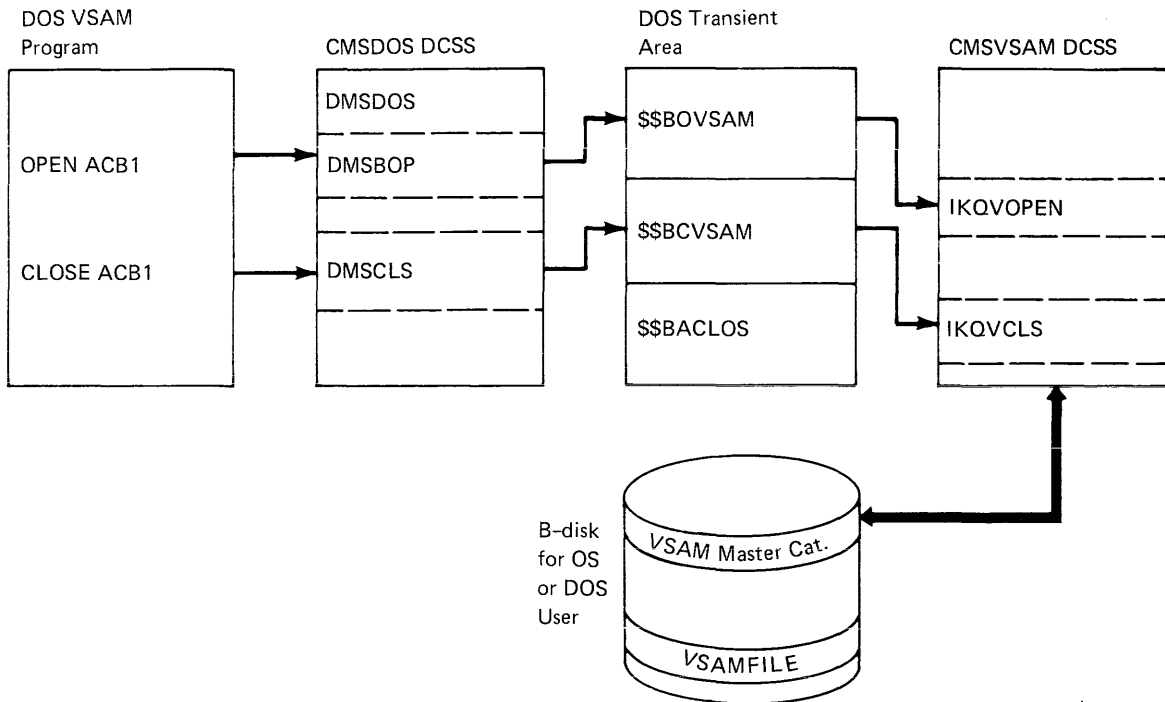 DOS VSAM
Program
CMSDOS DCSS
DOS Transient
Area
CMSVSAM DCSS
OPEN ACB1
CLOSE ACB1
DMSDOS
DMSBOP
DMSCLS
$$BOVSAM
$$BCVSAM
$$BACLOS
IKQVOPEN
IKQVCLS
B-disk
for OS
or DOS
User
VSAM Master Cat.
VSAMFILE